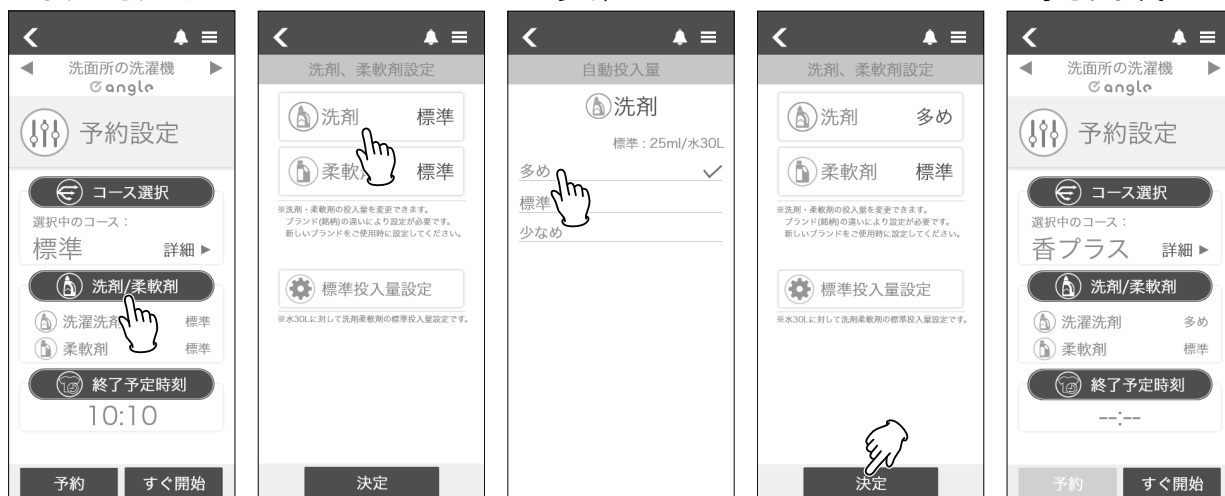 洗面所の洗濯機
angle
予約設定
コース選択
選択中のコース：
標準 詳細
洗剤/柔軟剤
洗濯洗剤 標準
柔軟剤 標準
終了予定時刻
10:10
予約 すぐ開始
洗剤、柔軟剤設定
洗剤 標準
柔軟 標準
※洗剤・柔軟剤の投入量を変更できます。
ブランド(銘柄)の違いにより設定が必要です。
新しいブランドをご使用時に設定してください。
標準投入量設定
※水30Lに対して洗剤柔軟剤の標準投入量設定です。
決定
自動投入量
洗剤
標準：25ml/水30L
多め
標準
少なめ
洗剤、柔軟剤設定
洗剤 多め
柔軟剤 標準
※洗剤・柔軟剤の投入量を変更できます。
ブランド(銘柄)の違いにより設定が必要です。
新しいブランドをご使用時に設定してください。
標準投入量設定
※水30Lに対して洗剤柔軟剤の標準投入量設定です。
決定
洗面所の洗濯機
angle
予約設定
コース選択
選択中のコース：
香プラス 詳細
洗剤/柔軟剤
洗濯洗剤 多め
柔軟剤 標準
終了予定時刻
--:--
予約 すぐ開始